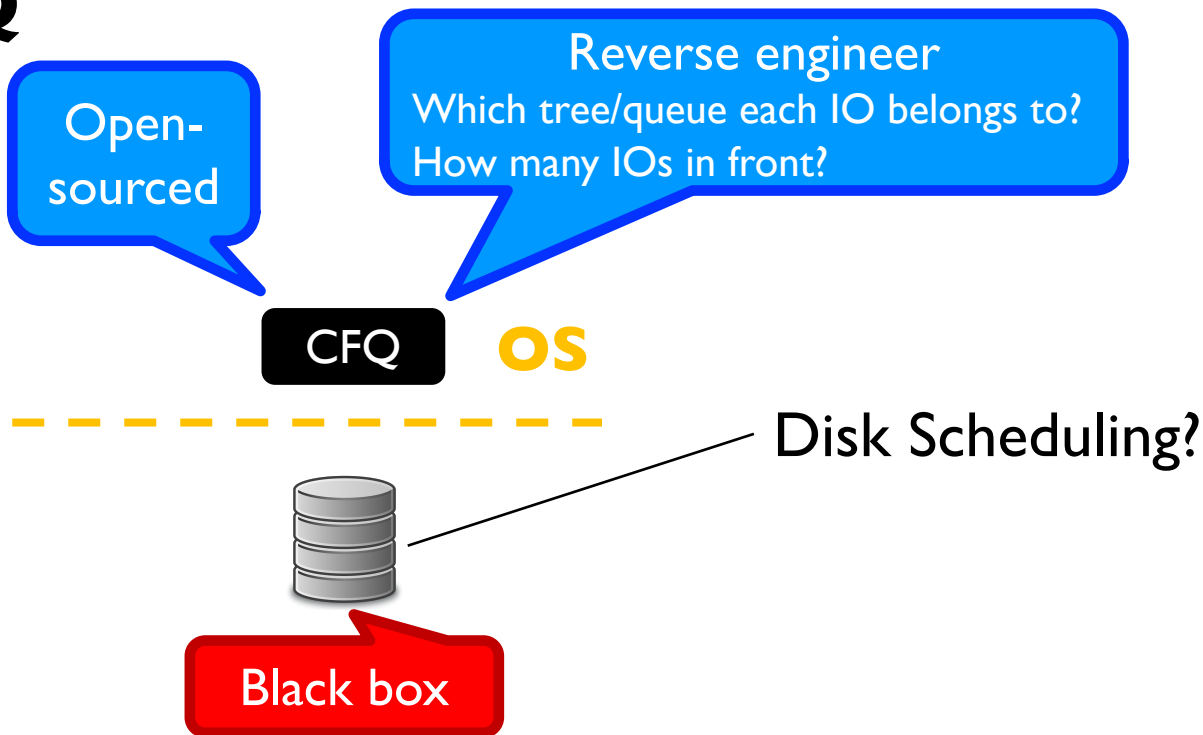 Q
Open-
sourced
Reverse engineer
Which tree/queue each IO belongs to?
How many IOs in front?
CFQ
OS
Disk Scheduling?
Black box